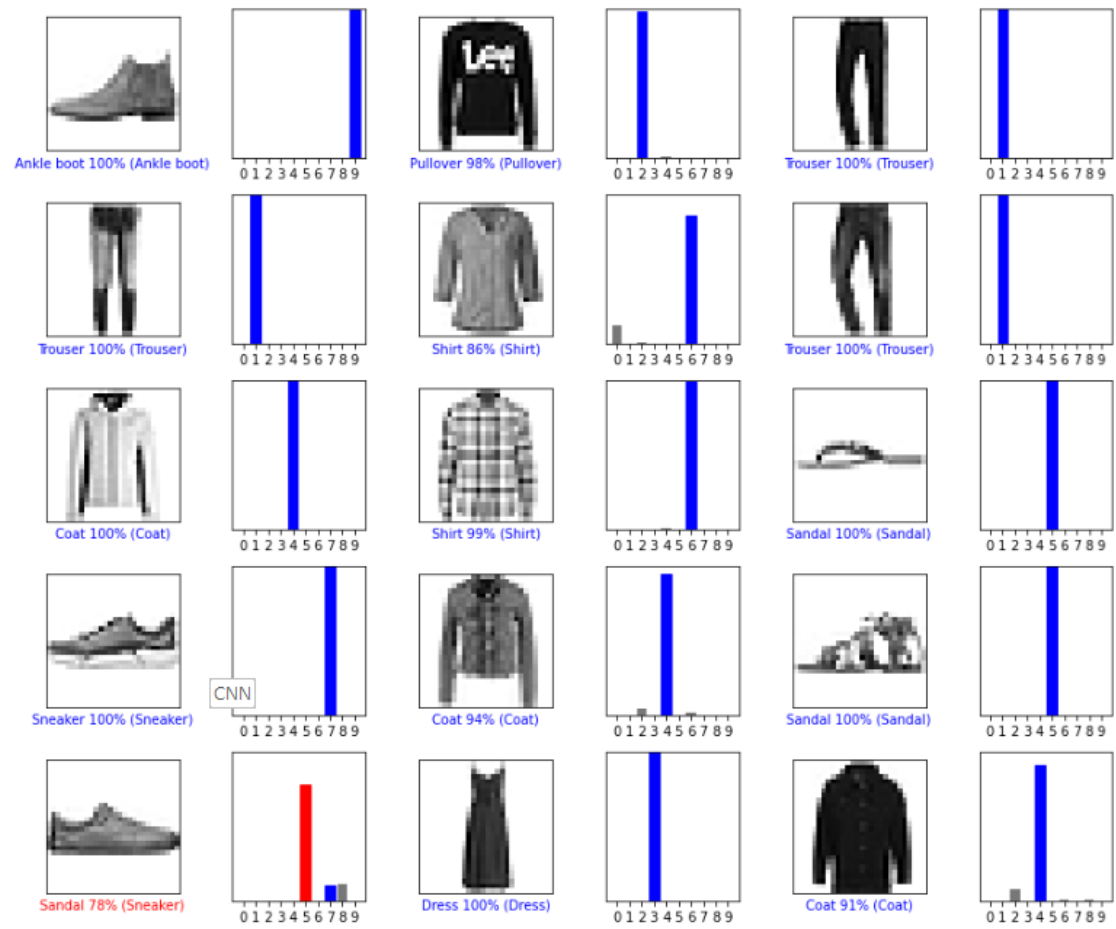 Lee
0 1 2 3 4 5 6 7 8 9
0 1 2 3 4 5 6 7 8 9
0 1 2 3 4 5 6 7 8 9
Ankle boot 100% (Ankle boot)
Pullover 98% (Pullover)
Trouser 100% (Trouser)
0 1 2 3 4 5 6 7 8 9
0 1 2 3 4 5 6 7 8 9
0 1 2 3 4 5 6 7 8 9
Trouser 100% (Trouser)
Shirt 86% (Shirt)
Trouser 100% (Trouser)
0 1 2 3 4 5 6 7 8 9
0 1 2 3 4 5 6 7 8 9
0 1 2 3 4 5 6 7 8 9
Coat 100% (Coat)
Shirt 99% (Shirt)
Sandal 100% (Sandal)
CNN
0 1 2 3 4 5 6 7 8 9
0 1 2 3 4 5 6 7 8 9
0 1 2 3 4 5 6 7 8 9
Sneaker 100% (Sneaker)
Coat 94% (Coat)
Sandal 100% (Sandal)
0 1 2 3 4 5 6 7 8 9
0 1 2 3 4 5 6 7 8 9
0 1 2 3 4 5 6 7 8 9
Sandal 78% (Sneaker)
Dress 100% (Dress)
Coat 91% (Coat)